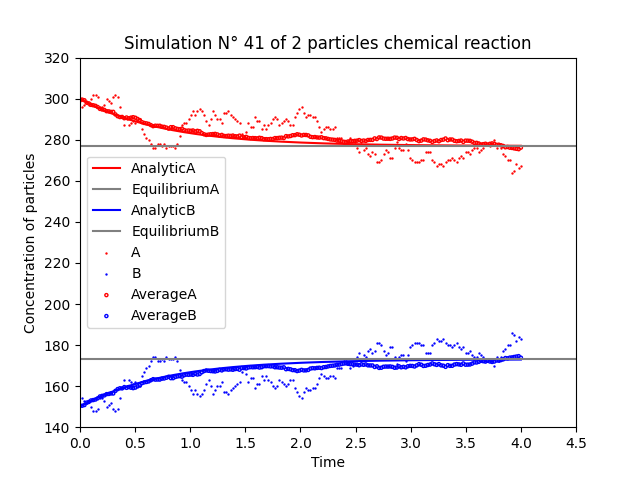 Simulation N° 41 of 2 particles chemical reaction
Concentration of particles
320
300
280
260
240
220
200
180
160
140
AnalyticA
EquilibriumA
AnalyticB
EquilibriumB
A
B
AverageA
AverageB
0.0 0.5 1.0 1.5 2.0 2.5 3.0 3.5 4.0 4.5
Time